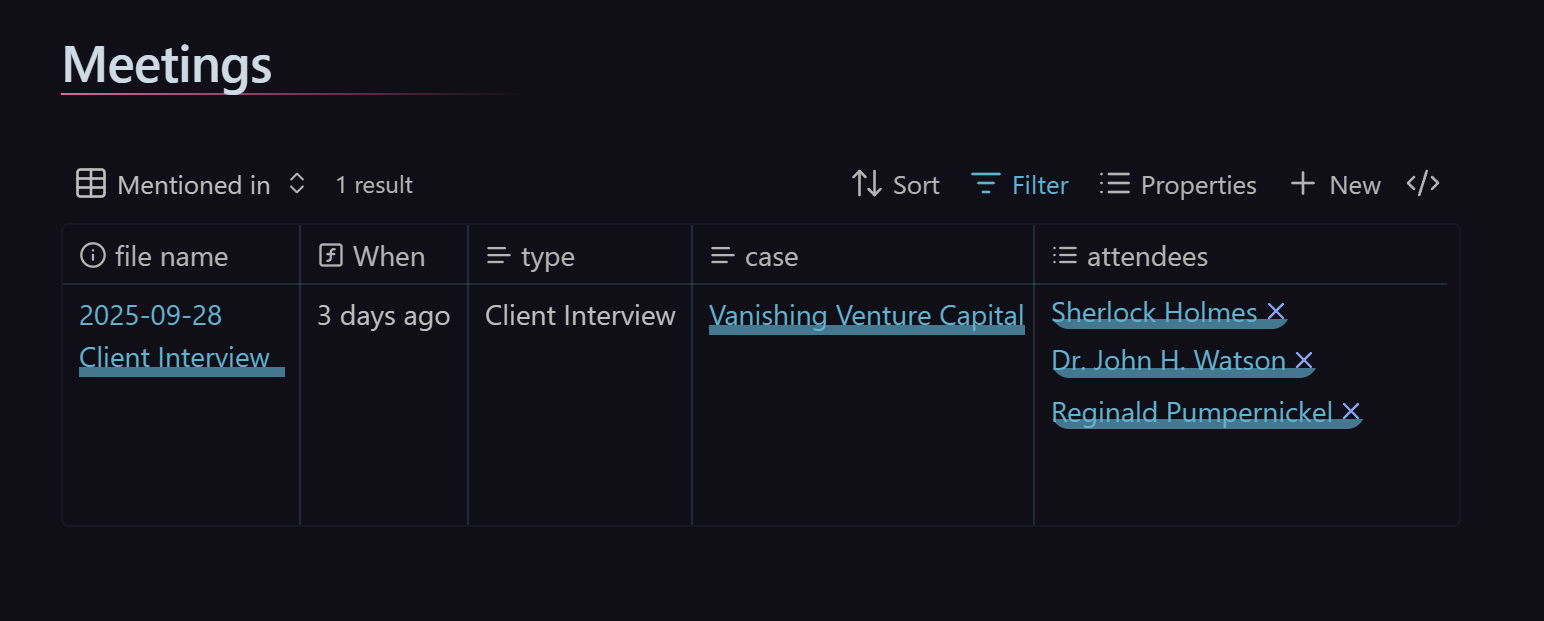 Meetings
Mentioned in 1 result Sort Filter Properties New
file name When type case attendees
2025-09-28 3 days ago Client Interview Vanishing Venture Capital Sherlock Holmes
Client Interview Dr. John H. Watson
Reginald Pumpernickel